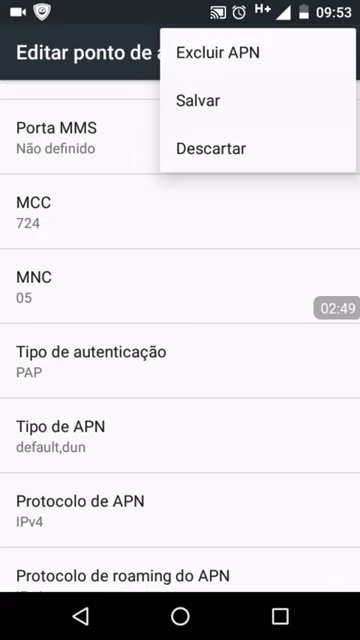 H+ 09:53
Editar ponto de a
Excluir APN
Salvar
Descartar
Porta MMS
Não definido
MCC
724
MNC
05
02:49
Tipo de autenticação
PAP
Tipo de APN
default,dun
Protocolo de APN
IPv4
Protocolo de roaming do APN